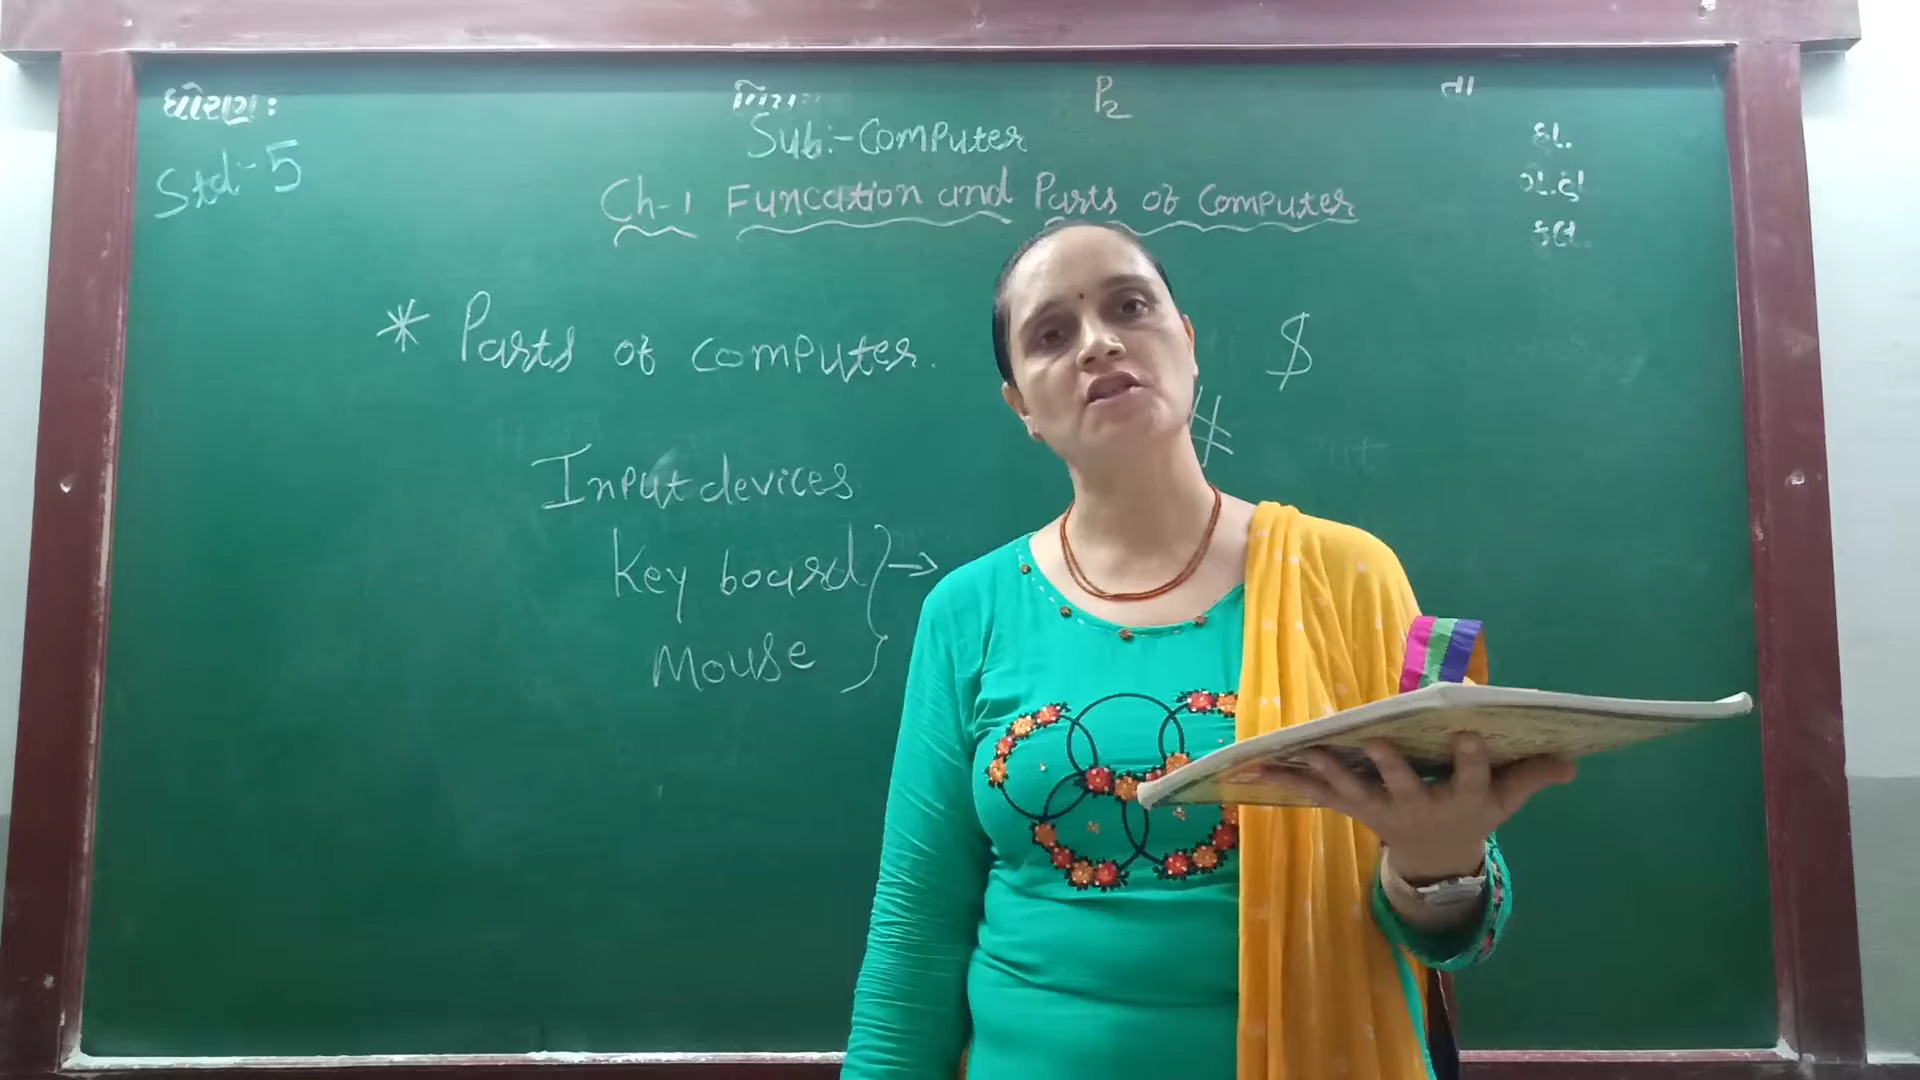 ધોરણ:
વિષય:
P2
તા
Std:-5
Sub:-Computer
હા.
ગે.હા.
કુલ.
Ch-1 Funcation and Parts of Computer
* Parts of computer.
$
#
Input devices
Key board } →
Mouse